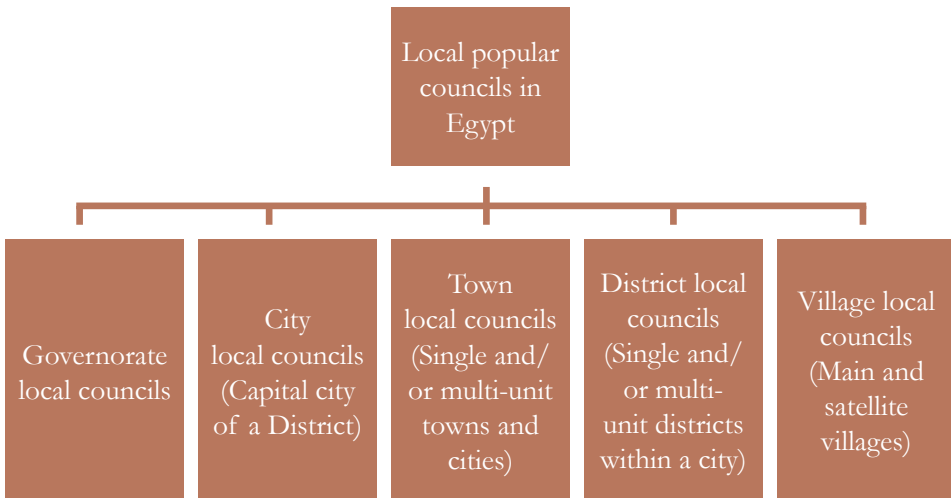 Local popular
councils in
Egypt
Governorate
local councils
City
local councils
(Capital city
of a District)
Town
local councils
(Single and/
or multi-unit
towns and
cities)
District local
councils
(Single and/
or multi-
unit districts
within a city)
Village local
councils
(Main and
satellite
villages)